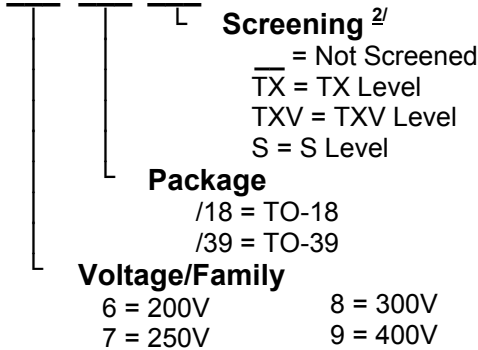 Screening 2/
__ = Not Screened
TX = TX Level
TXV = TXV Level
S = S Level
Package
/18 = TO-18
/39 = TO-39
Voltage/Family
6 = 200V 8 = 300V
7 = 250V 9 = 400V